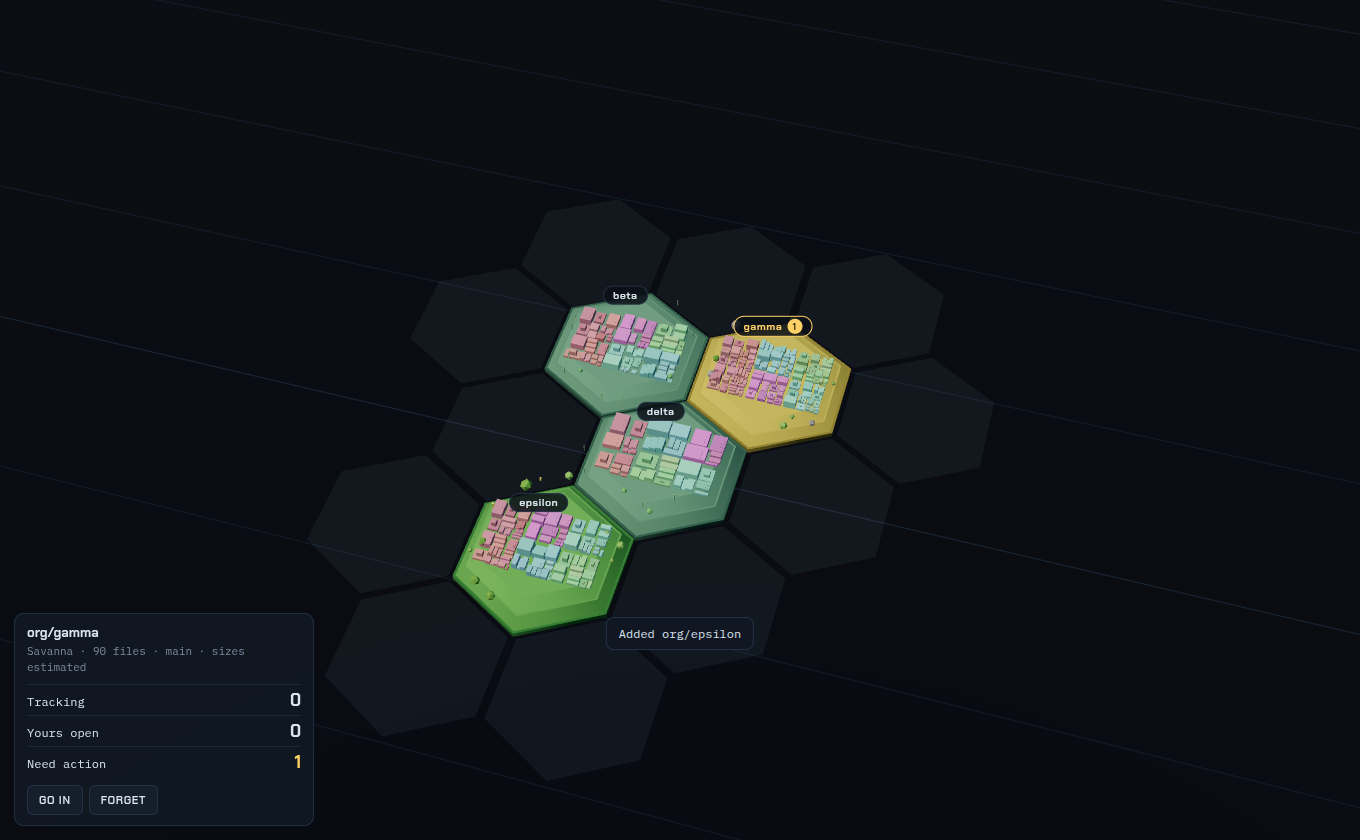 beta
gamma 1
delta
epsilon
Added org/epsilon
org/gamma
Savanna · 90 files · main · sizes
estimated
Tracking 0
Yours open 0
Need action 1
GO IN FORGET